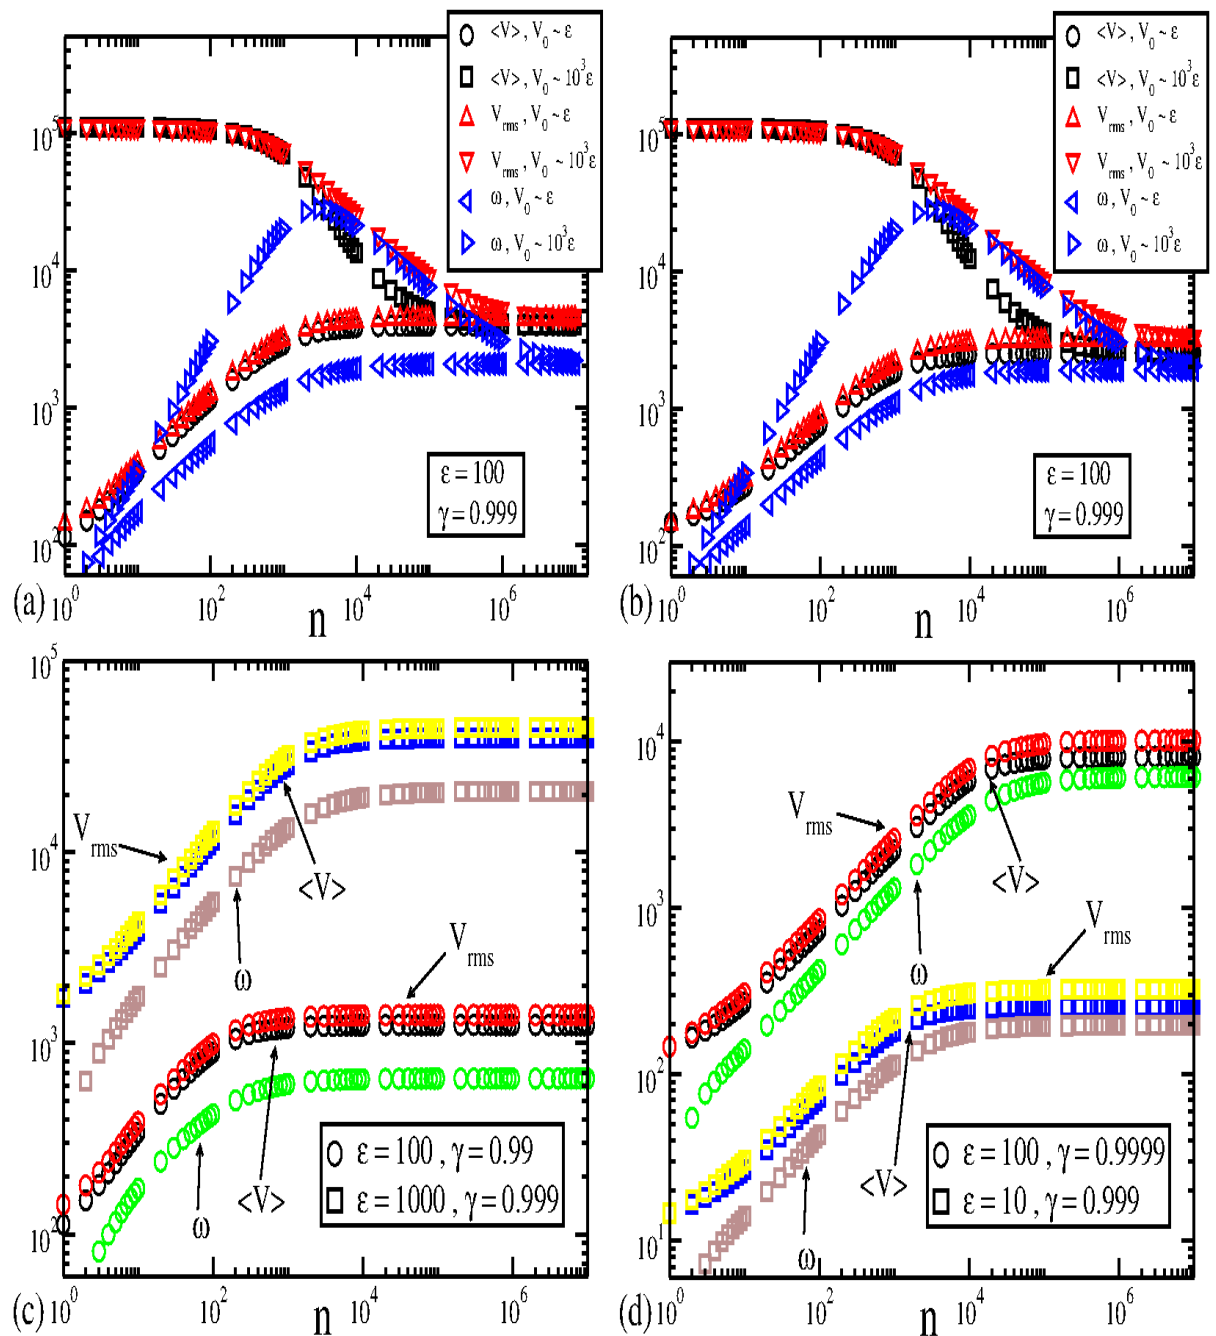 <V> , V₀ ~ ε
<V> , V₀ ~ 10³ε
Vrms , V₀ ~ ε
Vrms , V₀ ~ 10³ε
ω , V₀ ~ ε
ω , V₀ ~ 10³ε
10⁵
10⁴
10³
10²
ε = 100
γ = 0.999
(a)
10⁰ 10² 10⁴ 10⁶
n
<V> , V₀ ~ ε
<V> , V₀ ~ 10³ε
Vrms , V₀ ~ ε
Vrms , V₀ ~ 10³ε
ω , V₀ ~ ε
ω , V₀ ~ 10³ε
10⁵
10⁴
10³
10²
ε = 100
γ = 0.999
(b)
10⁰ 10² 10⁴ 10⁶
n
10⁵
10⁴
10³
10²
Vrms
<V>
ω
Vrms
<V>
ω
ε = 100 , γ = 0.99
ε = 1000 , γ = 0.999
(c)
10⁰ 10² 10⁴ 10⁶
n
10⁴
10³
10²
10¹
Vrms
<V>
ω
Vrms
<V>
ω
ε = 100 , γ = 0.9999
ε = 10 , γ = 0.999
(d)
10⁰ 10² 10⁴ 10⁶
n